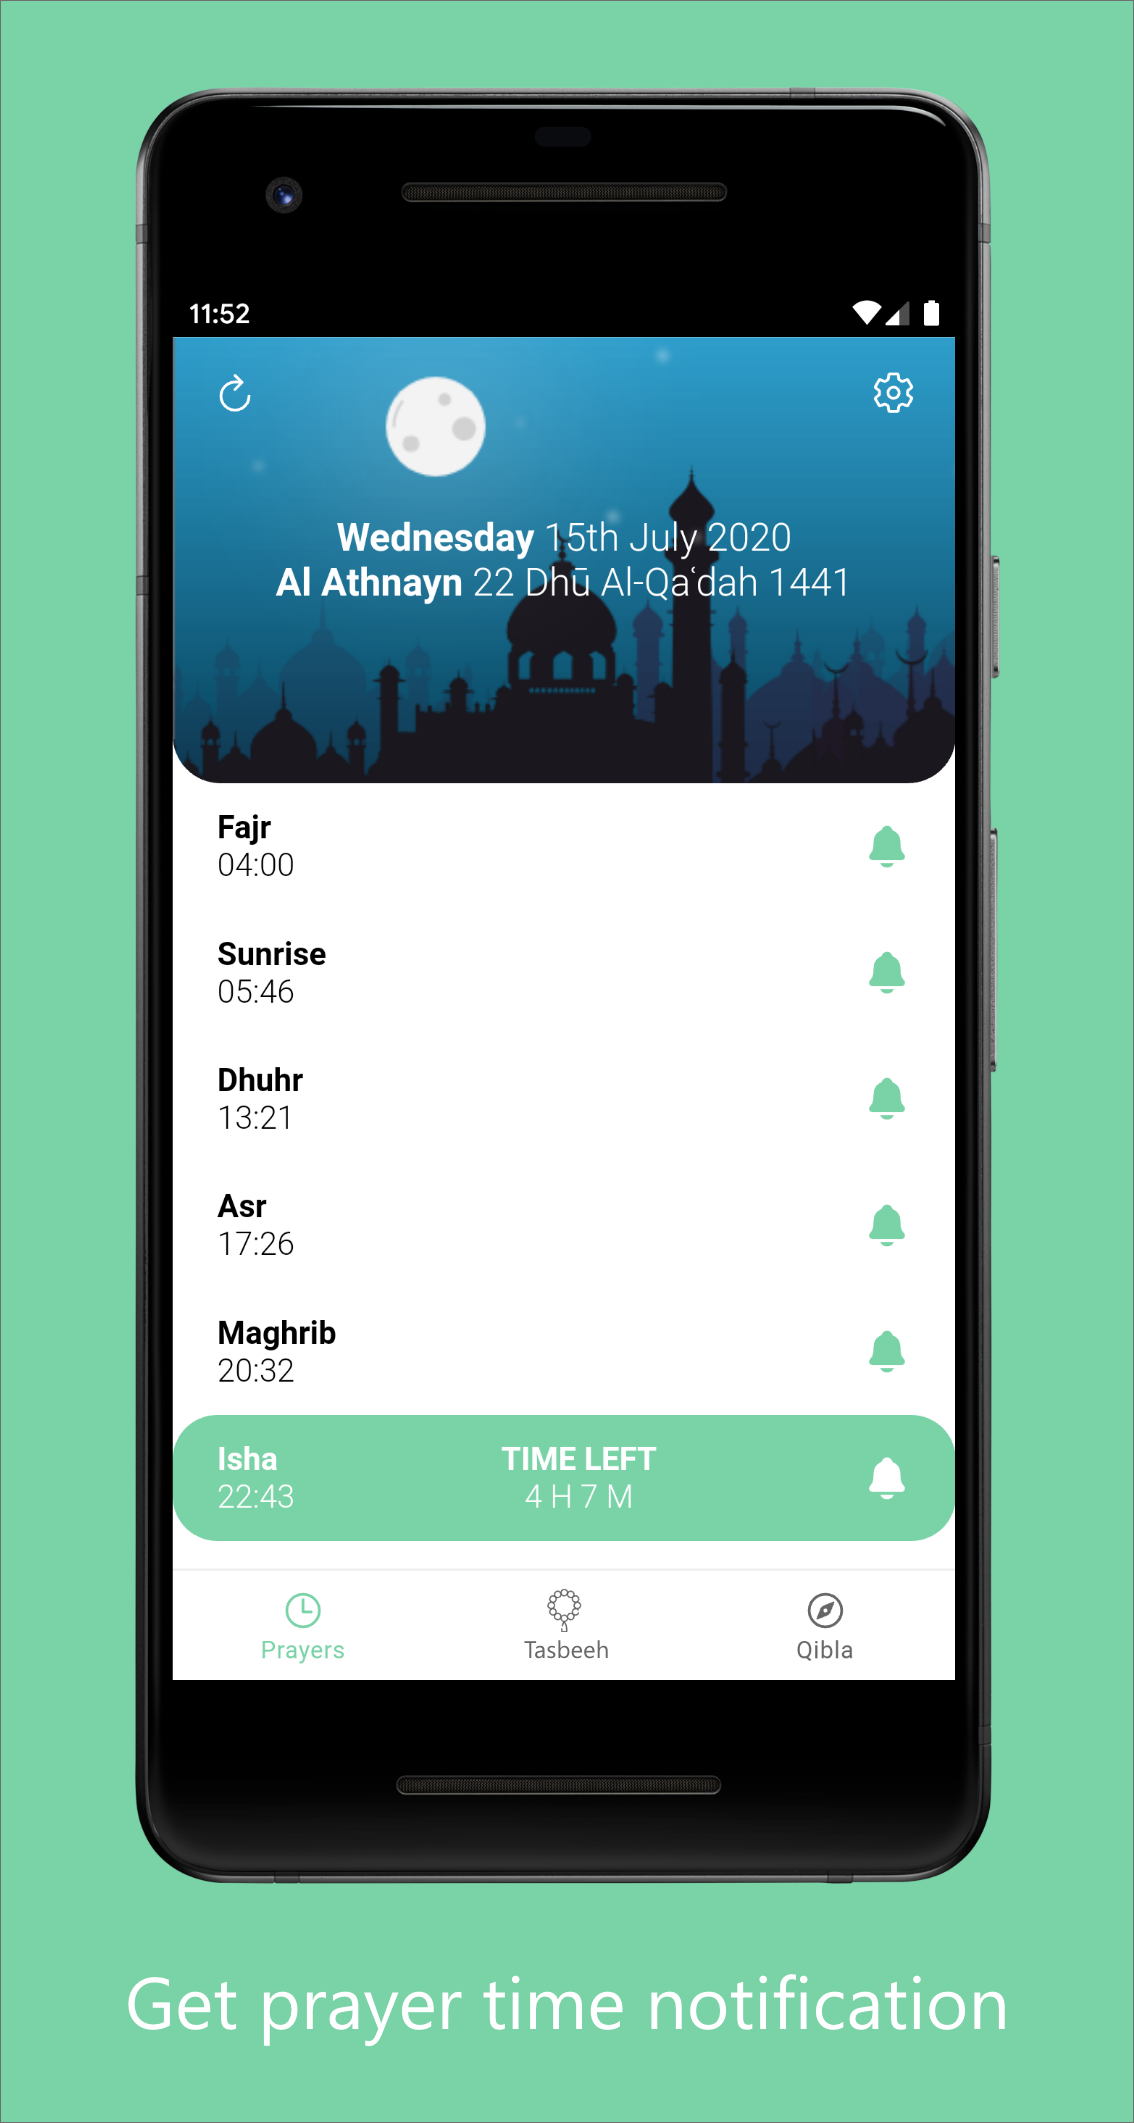 11:52
Wednesday 15th July 2020
Al Athnayn 22 Dhū Al-Qaʿdah 1441
Fajr
04:00
Sunrise
05:46
Dhuhr
13:21
Asr
17:26
Maghrib
20:32
Isha TIME LEFT
22:43 4 H 7 M
Prayers Tasbeeh Qibla
Get prayer time notification